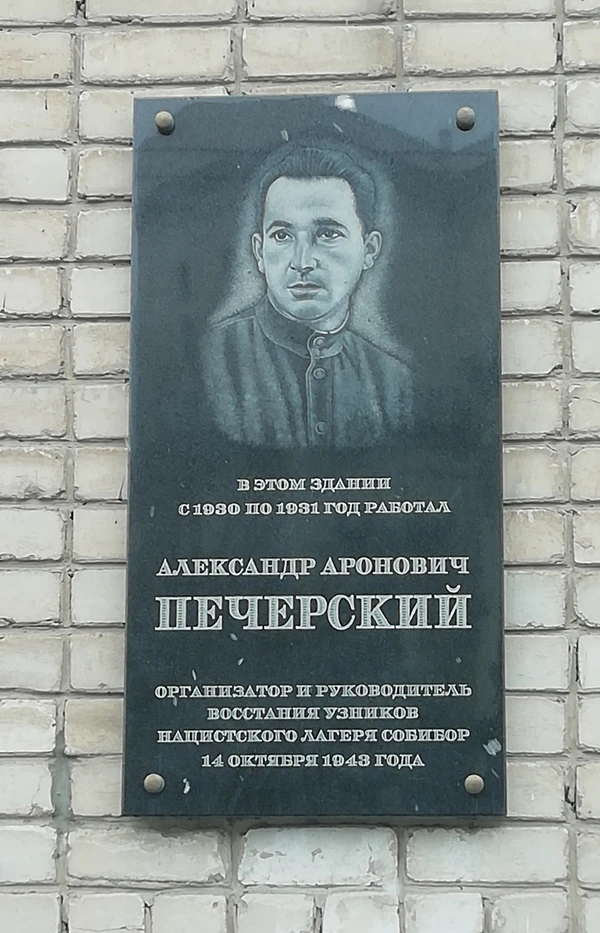 В ЭТОМ ЗДАНИИ
С 1930 ПО 1931 ГОД РАБОТАЛ
АЛЕКСАНДР АРОНОВИЧ
ПЕЧЕРСКИЙ
ОРГАНИЗАТОР И РУКОВОДИТЕЛЬ
ВОССТАНИЯ УЗНИКОВ
НАЦИСТСКОГО ЛАГЕРЯ СОБИБОР
14 ОКТЯБРЯ 1943 ГОДА